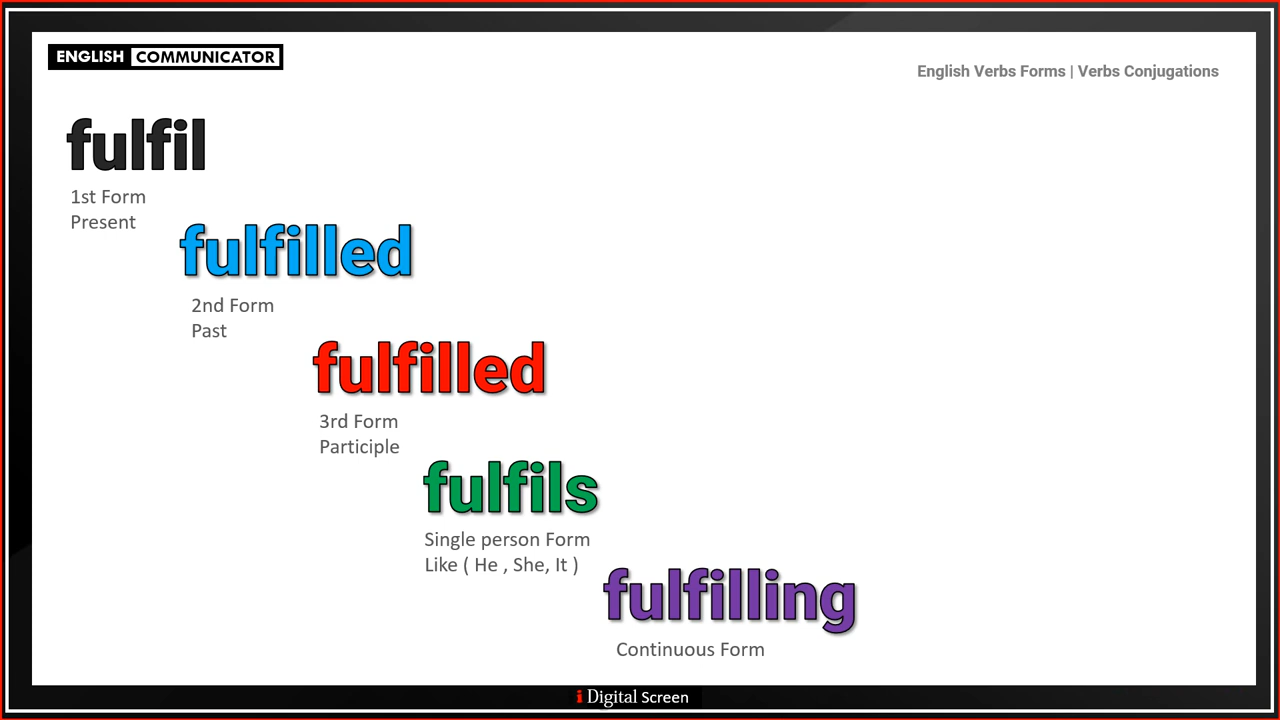 ENGLISH COMMUNICATOR
English Verbs Forms | Verbs Conjugations
fulfil
1st Form
Present
fulfilled
2nd Form
Past
fulfilled
3rd Form
Participle
fulfils
Single person Form
Like ( He , She, It )
fulfilling
Continuous Form
i Digital Screen